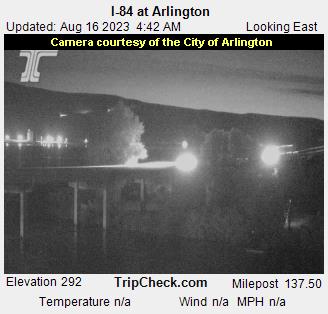 I-84 at Arlington
Updated: Aug 16 2023 4:42 AM Looking East
Camera courtesy of the City of Arlington
Elevation 292 TripCheck.com Milepost 137.50
Temperature n/a Wind n/a MPH n/a